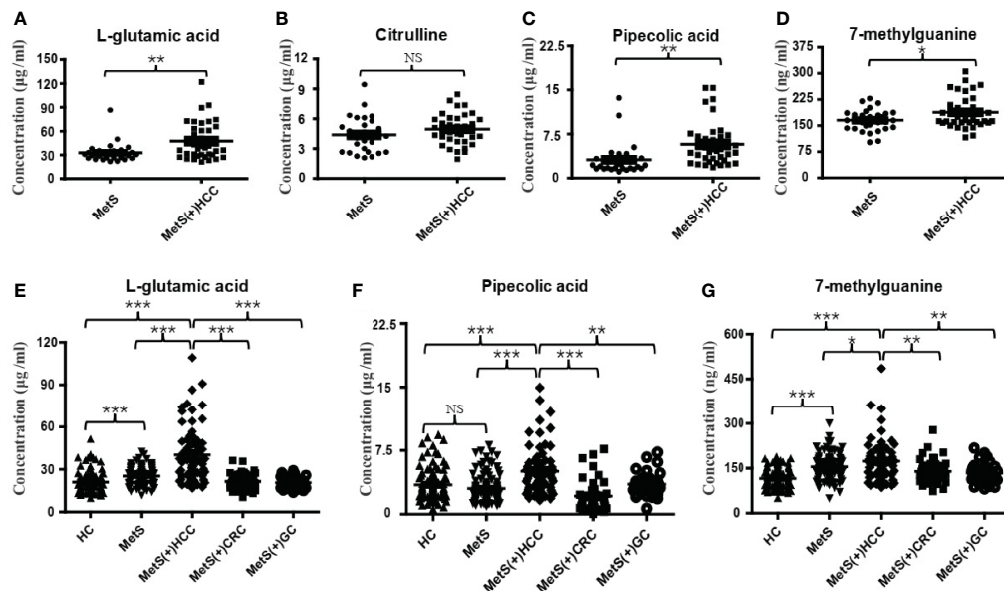 A
L-glutamic acid
Concentration (μg/ml)
150
120
90
60
30
0
**
MetS
MetS(+)HCC
B
Citrulline
Concentration (μg/ml)
12
9
6
3
0
NS
MetS
MetS(+)HCC
C
Pipecolic acid
Concentration (μg/ml)
22.5
15
7.5
0
**
MetS
MetS(+)HCC
D
7-methylguanine
Concentration (ng/ml)
375
300
225
150
75
0
*
MetS
MetS(+)HCC
E
L-glutamic acid
Concentration (μg/ml)
120
90
60
30
0
*** ***
*** ***
***
HC
MetS
MetS(+)HCC
MetS(+)CRC
MetS(+)GC
F
Pipecolic acid
Concentration (μg/ml)
22.5
15
7.5
0
*** **
*** ***
NS
HC
MetS
MetS(+)HCC
MetS(+)CRC
MetS(+)GC
G
7-methylguanine
Concentration (ng/ml)
600
450
300
150
0
*** **
* **
***
HC
MetS
MetS(+)HCC
MetS(+)CRC
MetS(+)GC